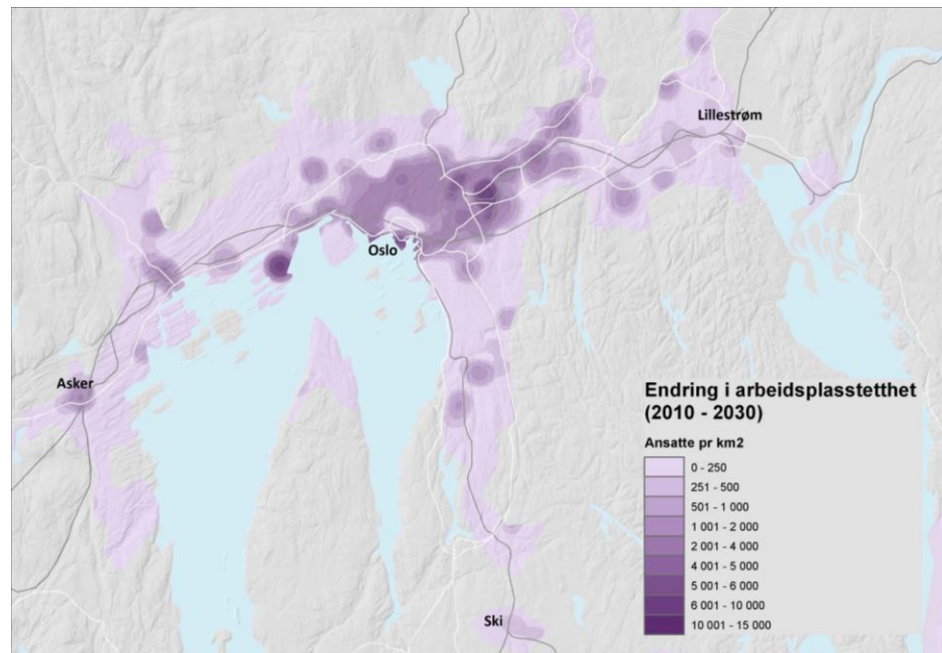 Lillestrøm
Oslo
Asker
Endring i arbeidsplasstetthet
(2010 - 2030)
Ansatte pr km2
0 - 250
251 - 500
501 - 1 000
1 001 - 2 000
2 001 - 4 000
4 001 - 5 000
5 001 - 6 000
6 001 - 10 000
10 001 - 15 000
Ski